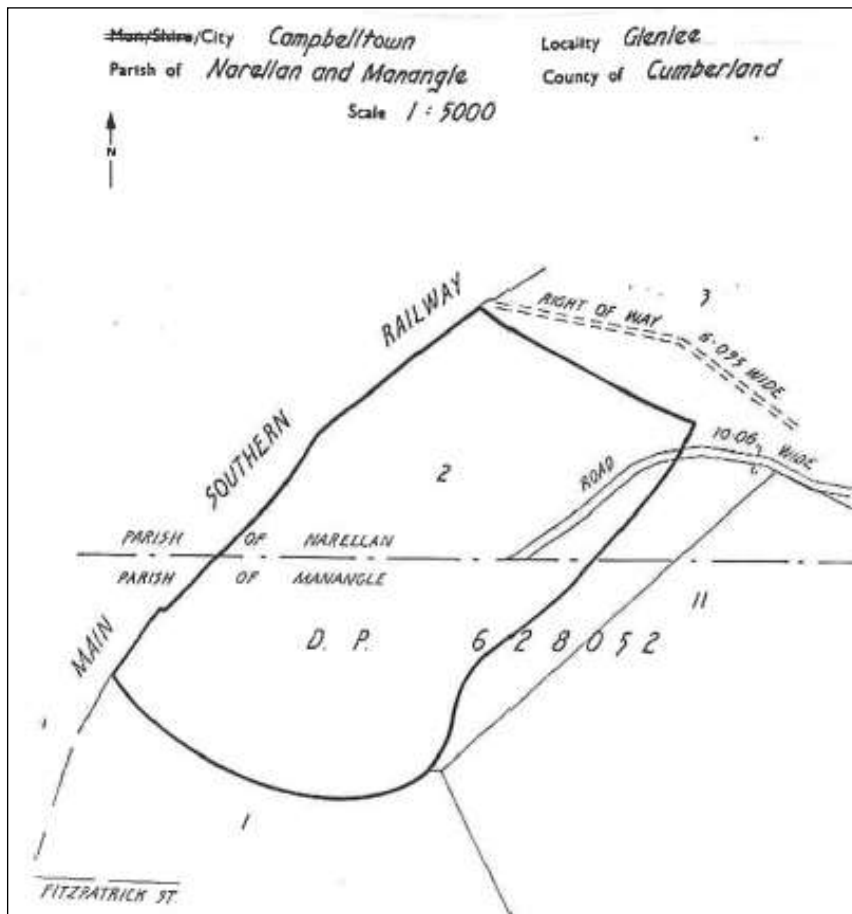 Mun/Shire/City Campbelltown Locality Glenlee
Parish of Narellan and Manangle County of Cumberland
Scale 1 : 5000
N
MAIN SOUTHERN RAILWAY
RIGHT OF WAY 6·095 WIDE
3
10·06 WIDE
ROAD
2
PARISH OF NARELLAN
PARISH OF MANANGLE
11
D. P. 628052
1
1
FITZPATRICK ST.